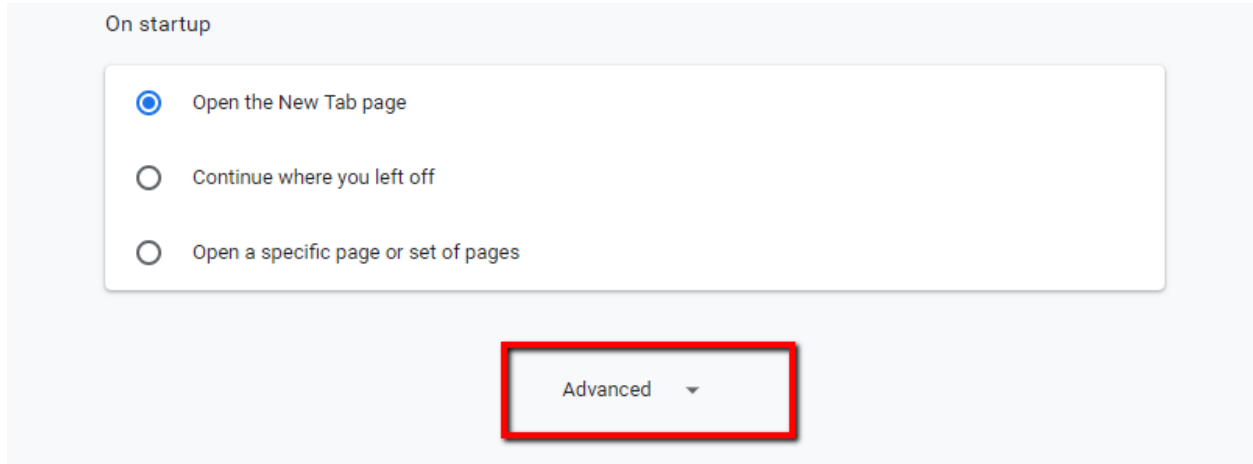 On startup
Open the New Tab page
Continue where you left off
Open a specific page or set of pages
Advanced